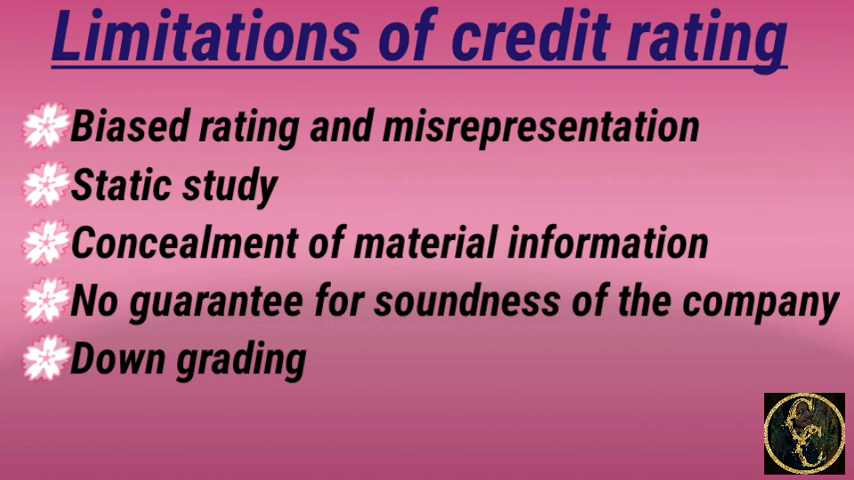 Limitations of credit rating
Biased rating and misrepresentation
Static study
Concealment of material information
No guarantee for soundness of the company
Down grading